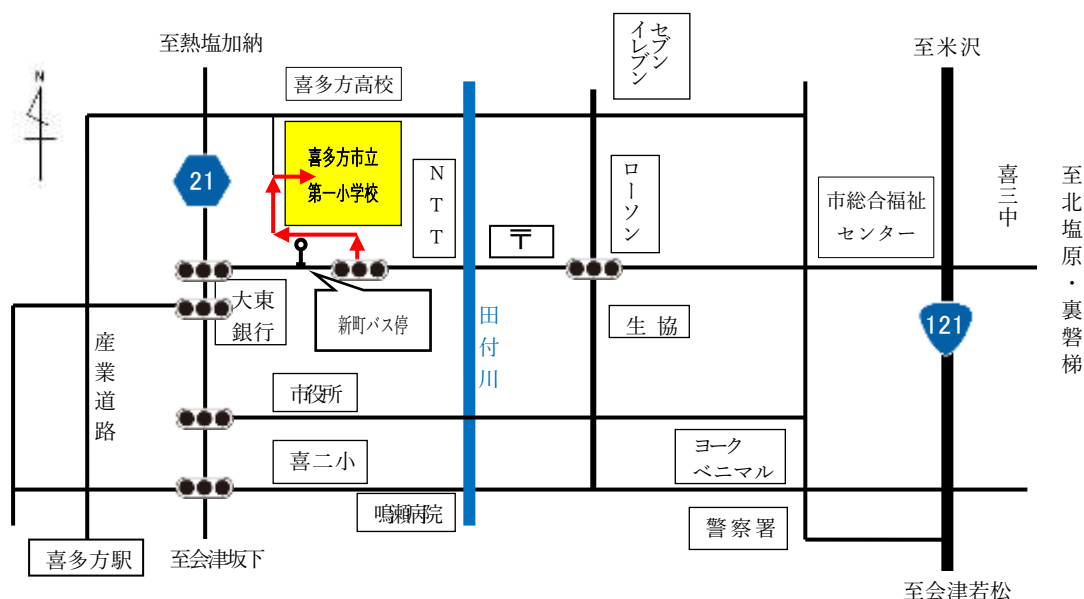 至熱塩加納
セブン
イレブン
至米沢
N
喜多方高校
喜多方市立
第一小学校
21
NTT
ローソン
〒
市総合福祉
センター
喜三中
至北塩原・裏磐梯
大東
銀行
新町バス停
田付川
生協
121
産業道路
市役所
喜二小
ヨーク
ベニマル
鳴瀬病院
警察署
喜多方駅
至会津坂下
至会津若松